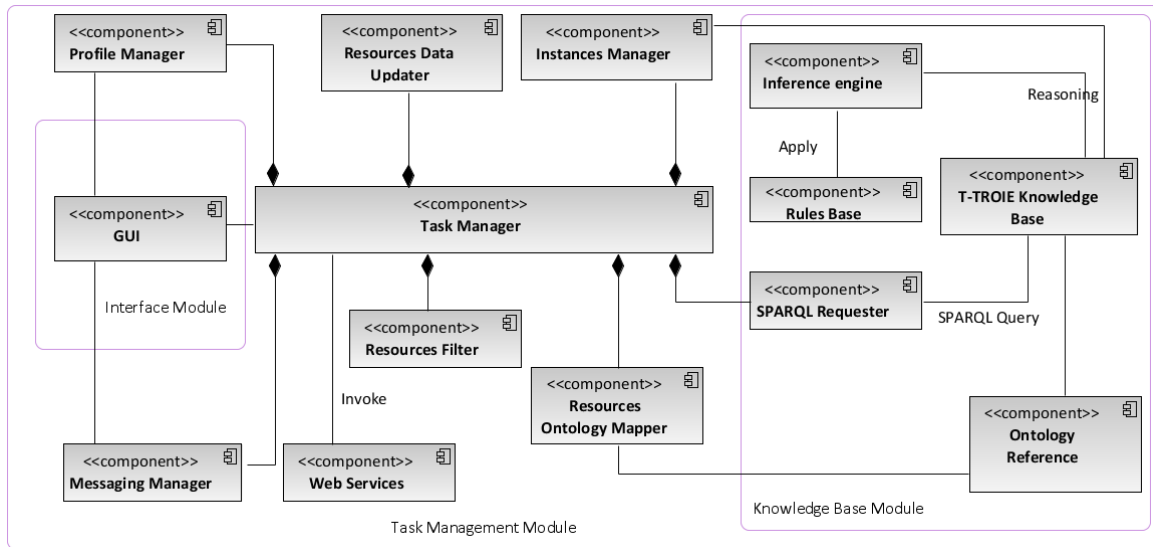 <<component>>
Profile Manager
<<component>>
Resources Data
Updater
<<component>>
Instances Manager
<<component>>
Inference engine
Reasoning
Apply
<<component>>
T-TROIE Knowledge
Base
<<component>>
Rules Base
<<component>>
Task Manager
<<component>>
GUI
Interface Module
<<component>>
SPARQL Requester
SPARQL Query
<<component>>
Resources Filter
Invoke
<<component>>
Resources
Ontology Mapper
<<component>>
Ontology
Reference
<<component>>
Messaging Manager
<<component>>
Web Services
Knowledge Base Module
Task Management Module